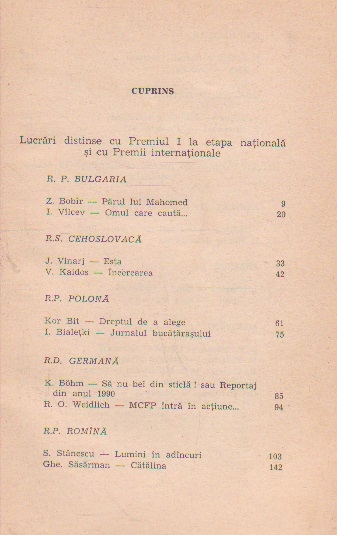 CUPRINS
Lucrări distinse cu Premiul I la etapa națională
și cu Premii internaționale
R. P. BULGARIA
Z. Bobir — Părul lui Mahomed 9
I. Vilcev — Omul care caută... 20
R.S. CEHOSLOVACĂ
J. Vinarj — Esta 33
V. Kaidos — Încercarea 42
R.P. POLONĂ
Kor Bit — Dreptul de a alege 61
I. Bialețki — Jurnalul bucătărașului 75
R.D. GERMANĂ
K. Böhm — Să nu bei din sticlă ! sau Reportaj
din anul 1990 85
R. O. Weidlich — MCFP intră în acțiune... 94
R.P. ROMÎNĂ
S. Stănescu — Lumini în adîncuri 103
Ghe. Săsărman — Cătălina 142